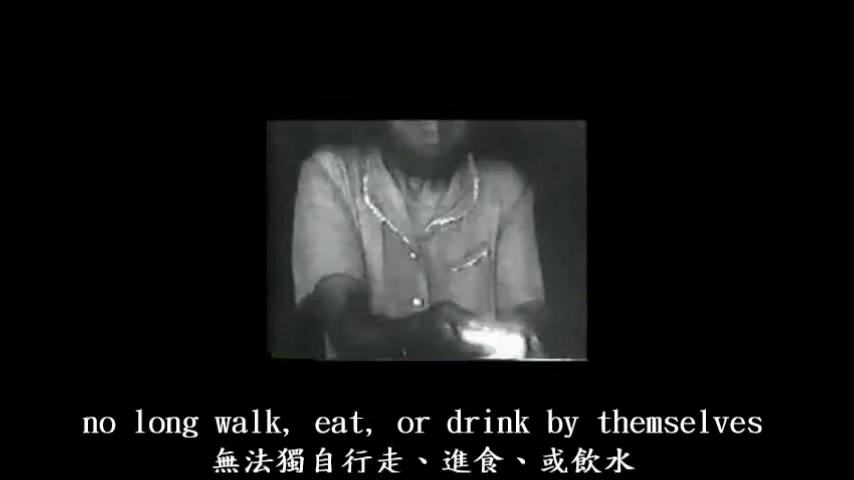 no long walk, eat, or drink by themselves
無法獨自行走、進食、或飲水